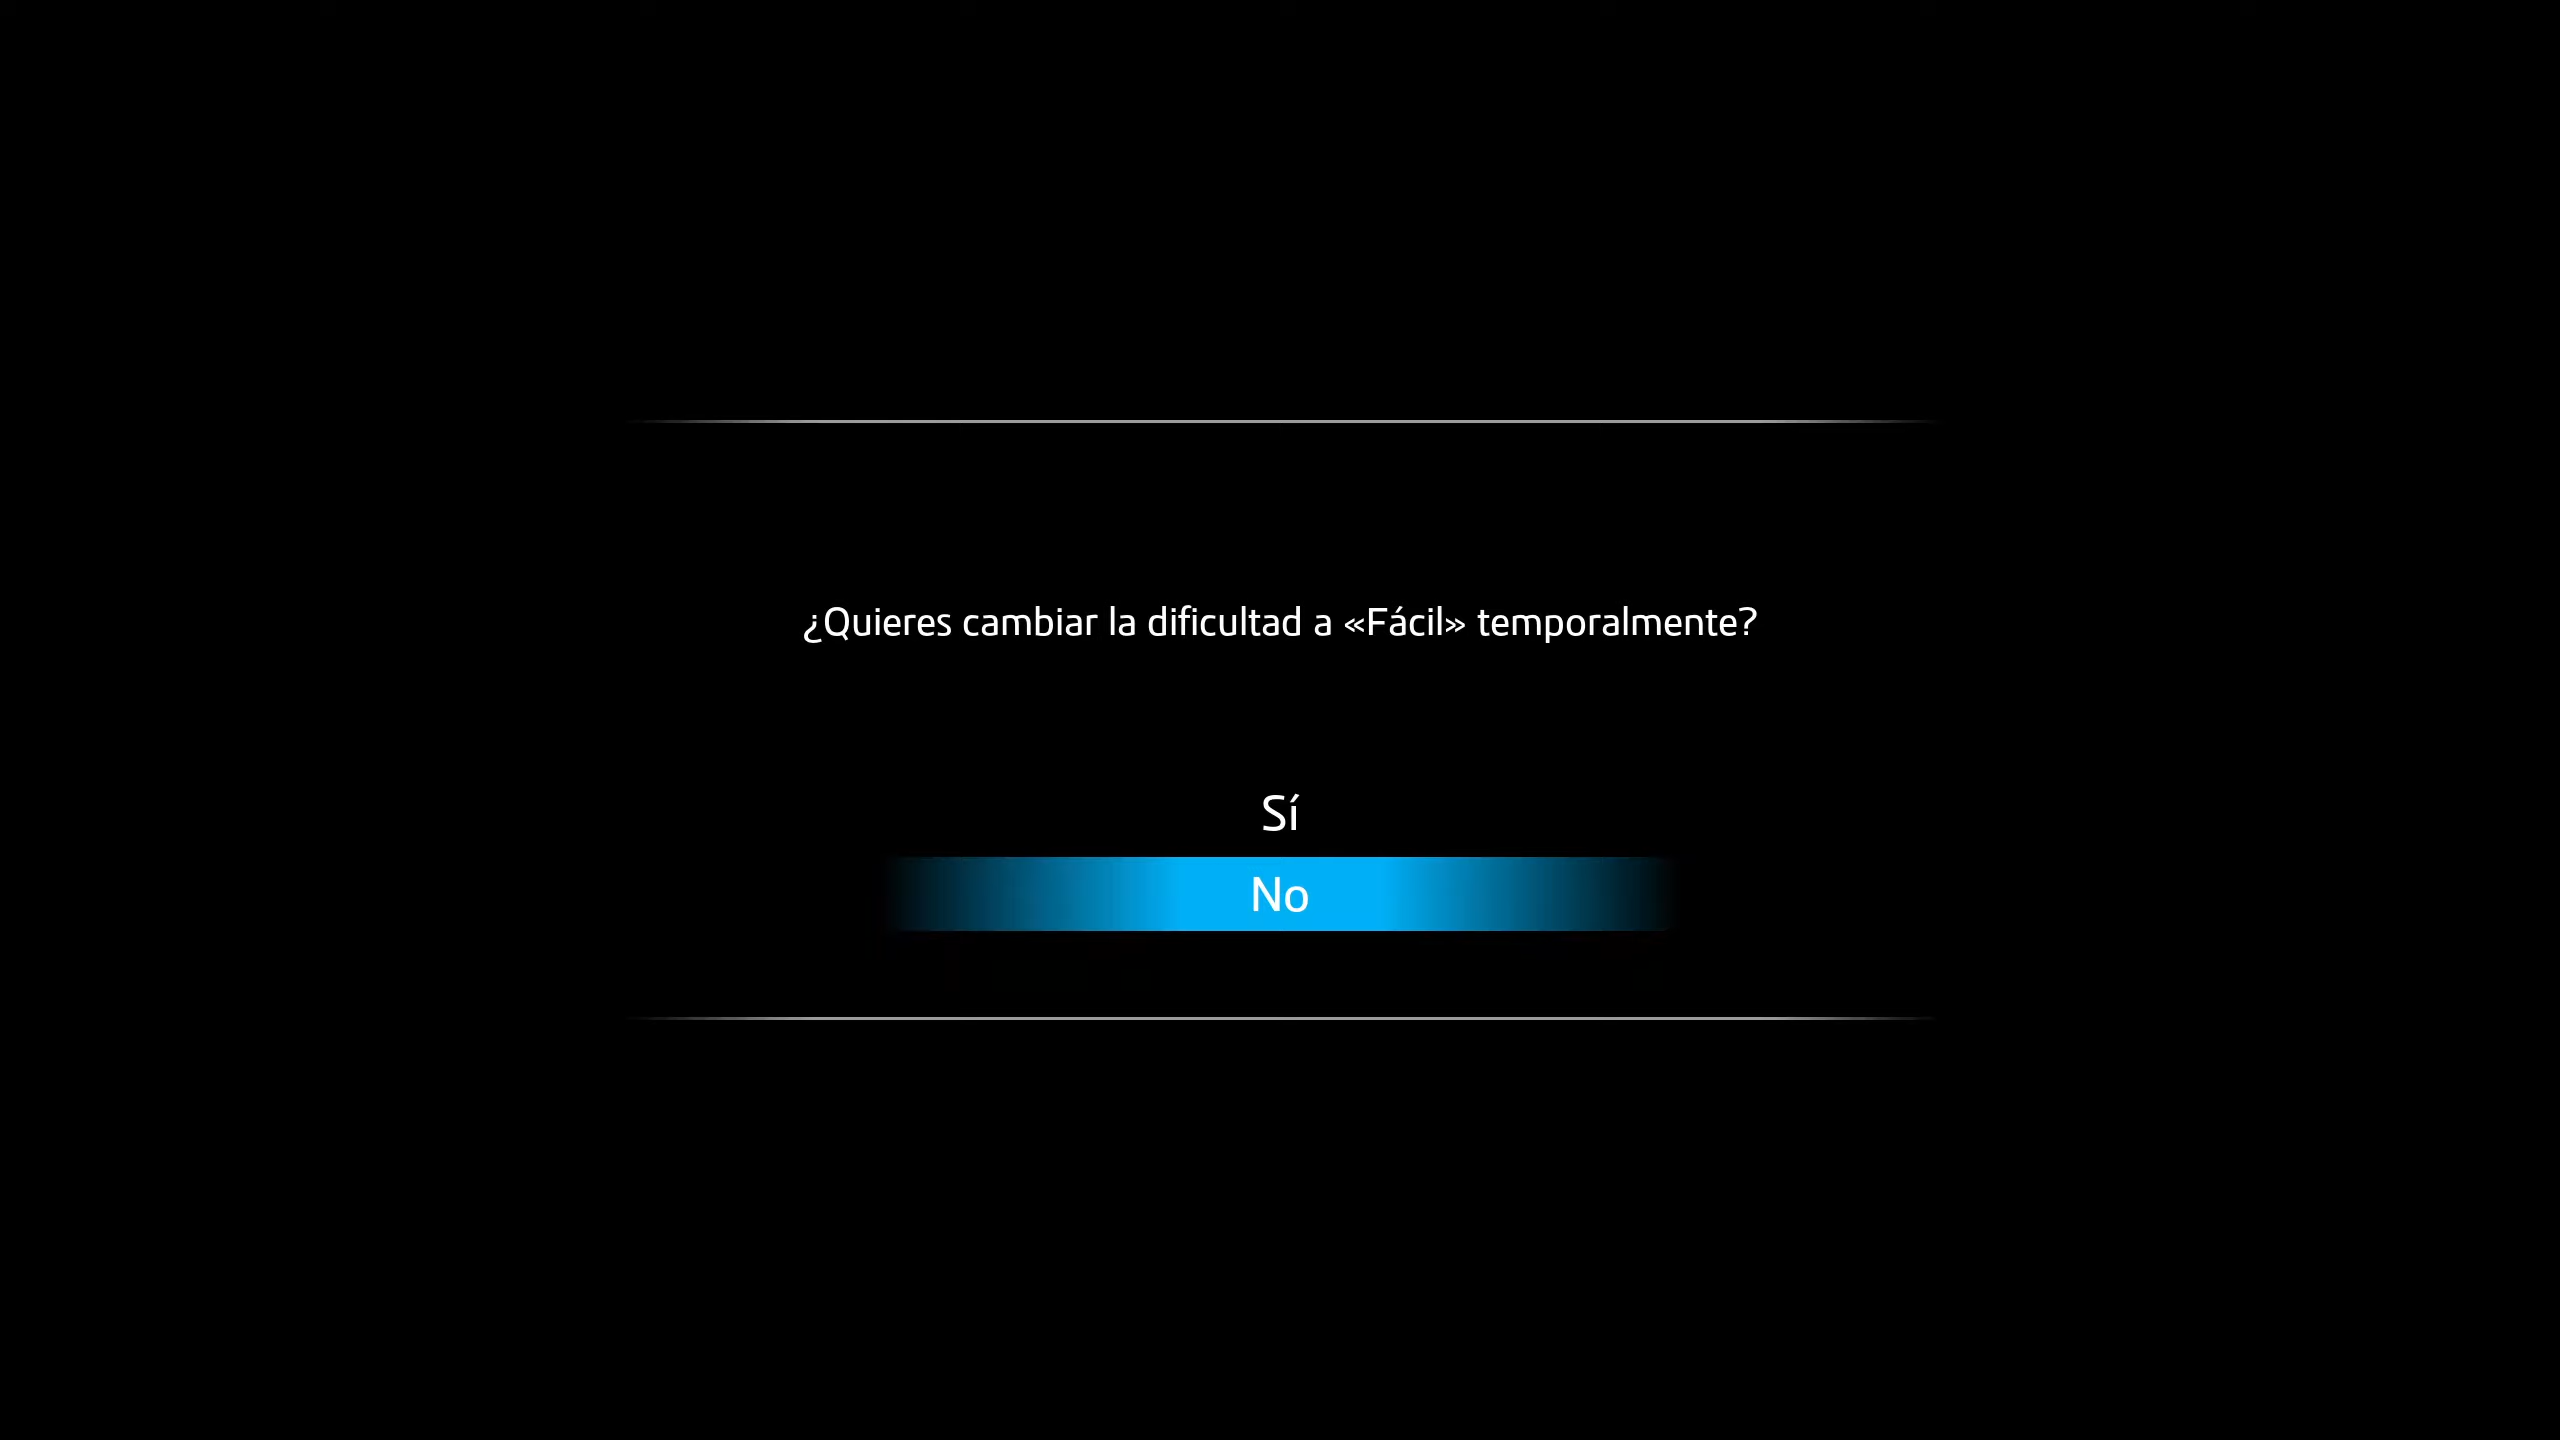 ¿Quieres cambiar la dificultad a «Fácil» temporalmente?
Sí
No